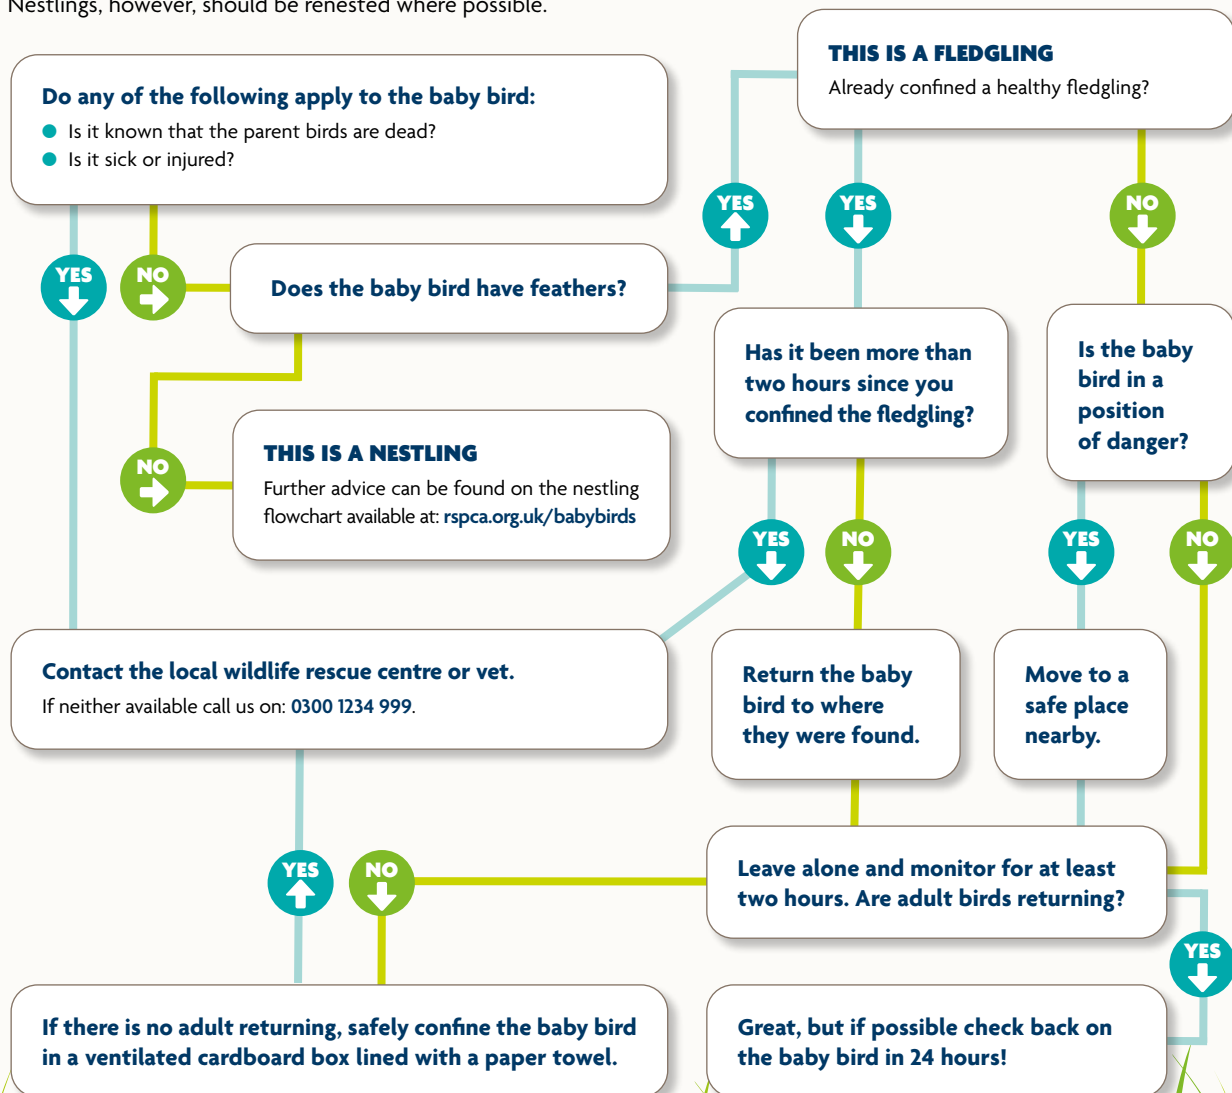 Nestlings, however, should be renested where possible.
Do any of the following apply to the baby bird:
Is it known that the parent birds are dead?
Is it sick or injured?
YES
NO
Does the baby bird have feathers?
YES
THIS IS A FLEDGLING
Already confined a healthy fledgling?
YES
NO
NO
THIS IS A NESTLING
Further advice can be found on the nestling
flowchart available at: rspca.org.uk/babybirds
Has it been more than
two hours since you
confined the fledgling?
Is the baby
bird in a
position
of danger?
YES
NO
YES
NO
Contact the local wildlife rescue centre or vet.
If neither available call us on: 0300 1234 999.
Return the baby
bird to where
they were found.
Move to a
safe place
nearby.
Leave alone and monitor for at least
two hours. Are adult birds returning?
YES
NO
YES
If there is no adult returning, safely confine the baby bird
in a ventilated cardboard box lined with a paper towel.
Great, but if possible check back on
the baby bird in 24 hours!